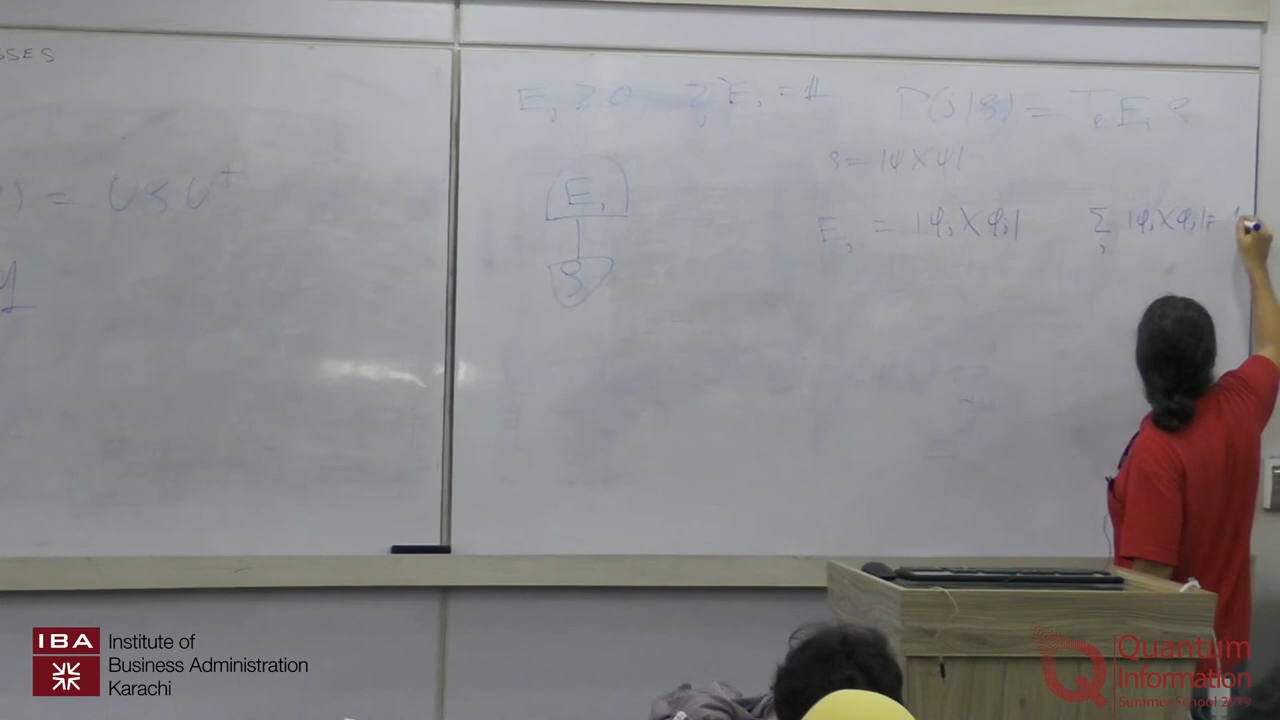 SSES
) = UρU†
E_j ≥ 0 Σ_j E_j = 𝟙 P(j|ρ) = Tr E_j ρ
ρ = |ψ⟩⟨ψ|
E_j
ρ
E_j = |φ_j⟩⟨φ_j| Σ_j |φ_j⟩⟨φ_j| =
IBA
Institute of
Business Administration
Karachi
Quantum
Information
Summer School 2019